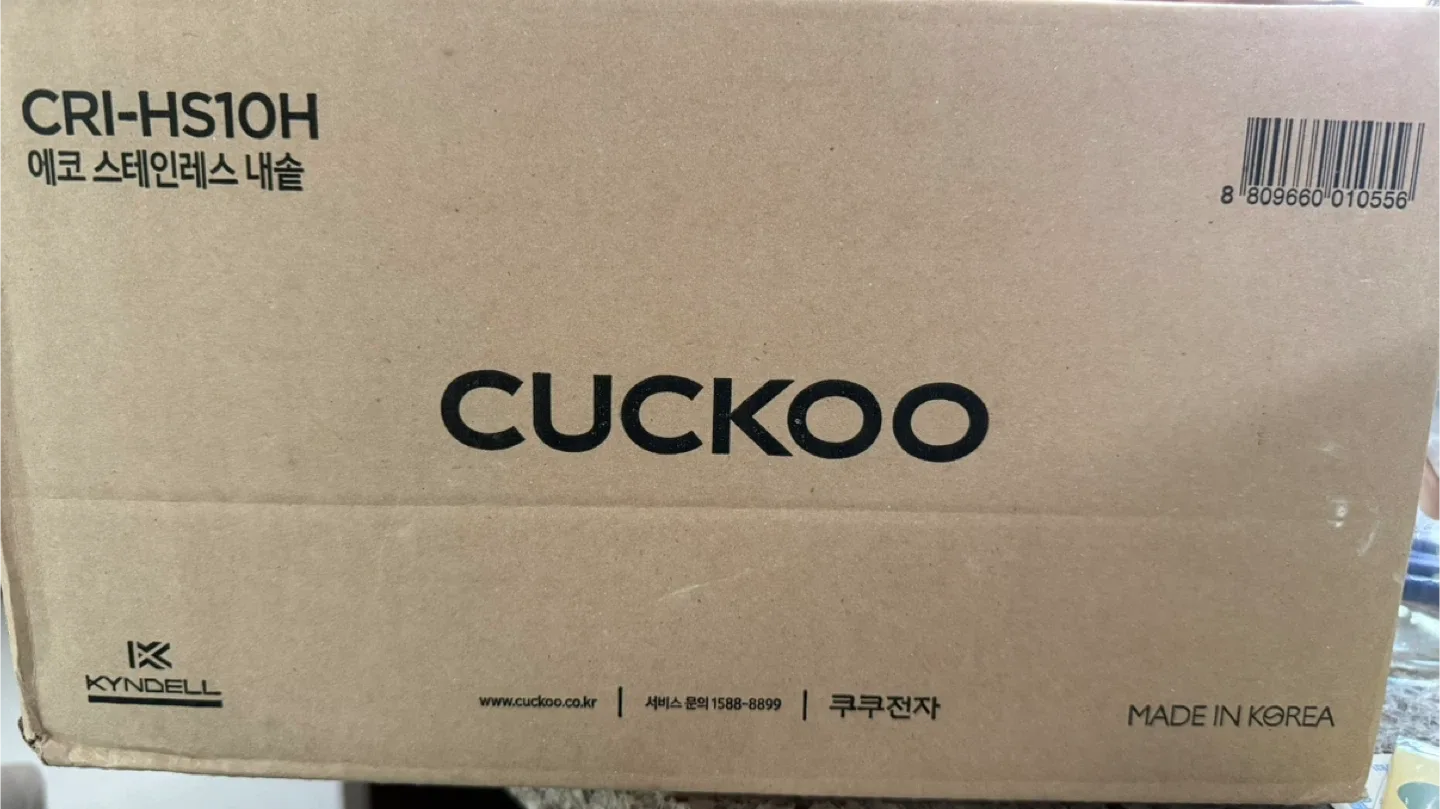 CRI-HS10H
에코 스테인레스 내솥
8 809660 010556
CUCKOO
KYNDELL
www.cuckoo.co.kr | 서비스 문의 1588-8899 | 쿠쿠전자
MADE IN KOREA